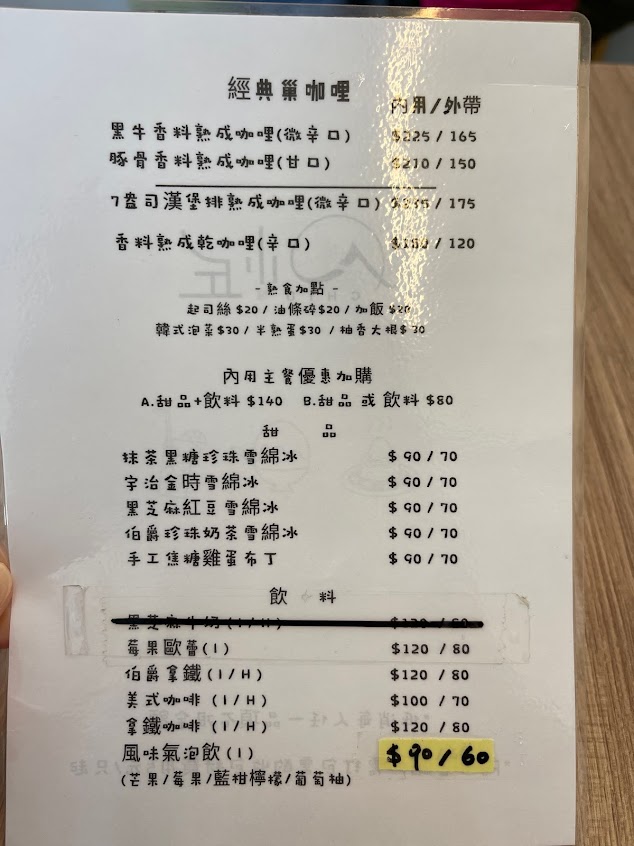 經典巢咖哩
內用/外帶
黑牛香料熟成咖哩(微辛口) $225 / 165
豚骨香料熟成咖哩(甘口) $210 / 150
7盎司漢堡排熟成咖哩(微辛口) / 175
香料熟成乾咖哩(辛口) $160 / 120
- 熟食加點 -
起司絲 $20 / 油條碎$20 / 加飯 $20
韓式泡菜$30 / 半熟蛋$30 / 柚香大根$30
內用主餐優惠加購
A.甜品+飲料 $140 B.甜品 或 飲料 $80
甜 品
抹茶黑糖珍珠雪綿冰 $ 90 / 70
宇治金時雪綿冰 $ 90 / 70
黑芝麻紅豆雪綿冰 $ 90 / 70
伯爵珍珠奶茶雪綿冰 $ 90 / 70
手工焦糖雞蛋布丁 $ 90 / 70
飲 料
黑芝麻牛奶(I/H) $120 / 80
莓果歐蕾(I) $120 / 80
伯爵拿鐵(I/H) $120 / 80
美式咖啡 (I/H) $100 / 70
拿鐵咖啡 (I/H) $120 / 80
風味氣泡飲(I) $90/60
(芒果/莓果/藍柑檸檬/葡萄柚)